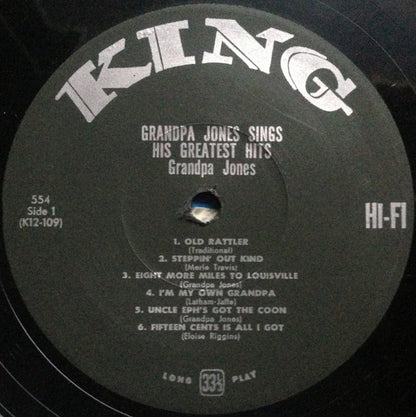 KING
GRANDPA JONES SINGS
HIS GREATEST HITS
Grandpa Jones
554
Side 1
(K12-109)
HI-FI
1. OLD RATTLER
(Traditional)
2. STEPPIN' OUT KIND
(Merle Travis)
3. EIGHT MORE MILES TO LOUISVILLE
(Grandpa Jones)
4. I'M MY OWN GRANDPA
(Latham-Jaffe)
5. UNCLE EPH'S GOT THE COON
(Grandpa Jones)
6. FIFTEEN CENTS IS ALL I GOT
(Eloise Riggins)
LONG 33⅓ PLAY